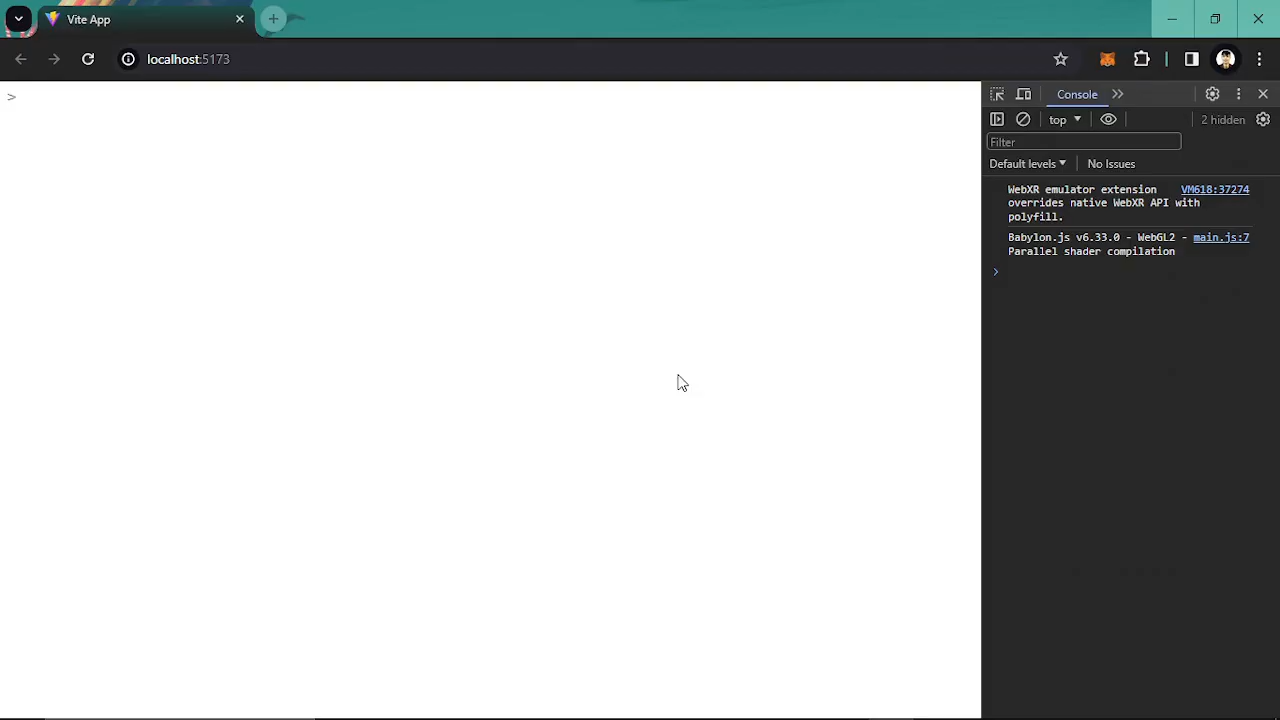 Vite App
localhost:5173
>
Console
top
2 hidden
Filter
Default levels
No Issues
WebXR emulator extension VM618:37274
overrides native WebXR API with
polyfill.
Babylon.js v6.33.0 - WebGL2 - main.js:7
Parallel shader compilation